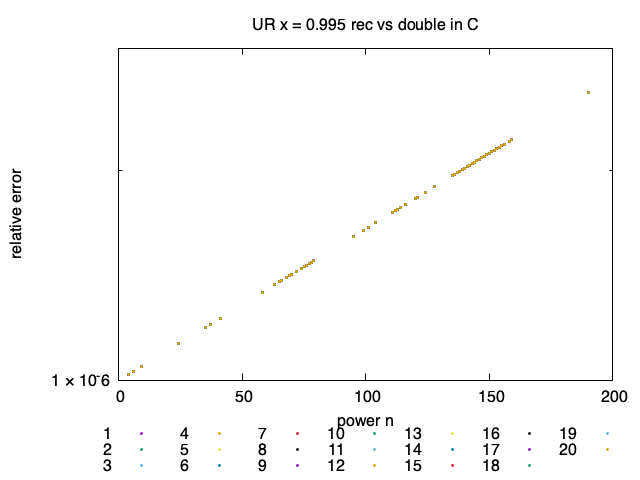 UR x = 0.995 rec vs double in C
relative error
1 × 10-6
0 50 100 150 200
power n
1 4 7 10 13 16 19
2 5 8 11 14 17 20
3 6 9 12 15 18